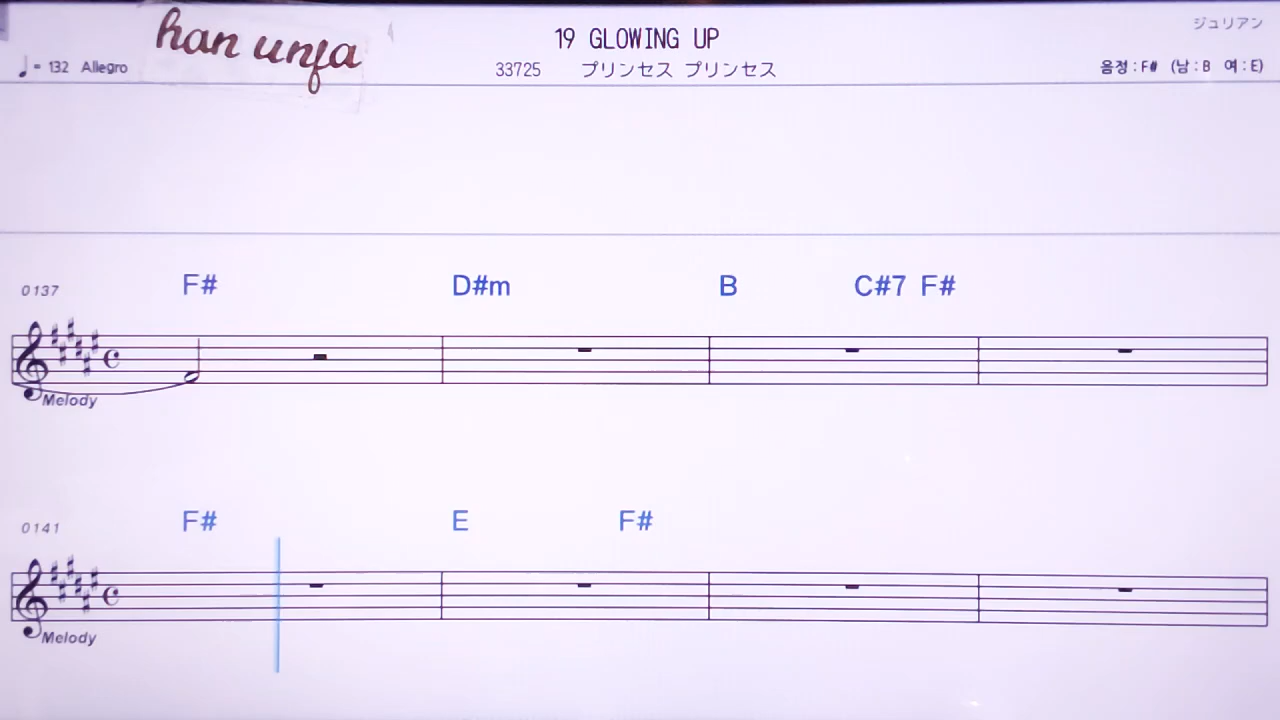 han unfa
19 GLOWING UP
ジュリアン
♩= 132 Allegro
33725 プリンセス プリンセス
음정:F# (남:B 여:E)
0137 F# D#m B C#7 F#
Melody
0141 F# E F#
Melody